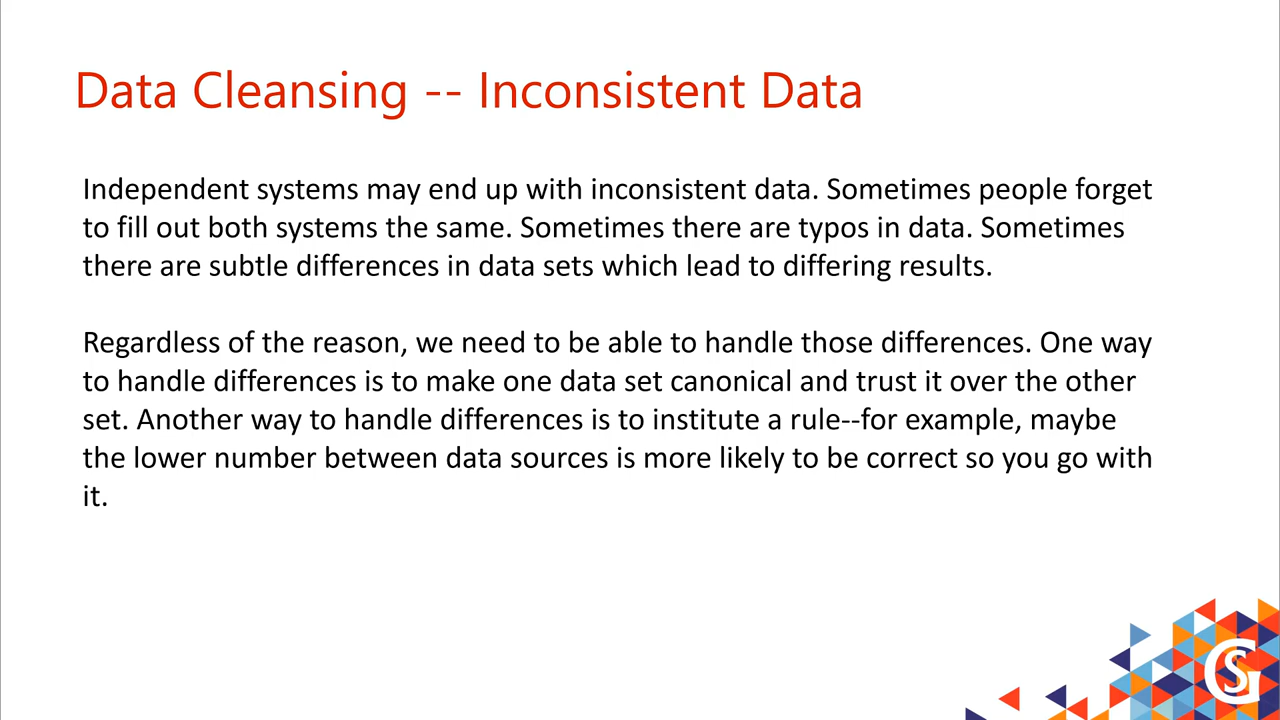 Data Cleansing -- Inconsistent Data
Independent systems may end up with inconsistent data. Sometimes people forget
to fill out both systems the same. Sometimes there are typos in data. Sometimes
there are subtle differences in data sets which lead to differing results.
Regardless of the reason, we need to be able to handle those differences. One way
to handle differences is to make one data set canonical and trust it over the other
set. Another way to handle differences is to institute a rule--for example, maybe
the lower number between data sources is more likely to be correct so you go with
it.
GS